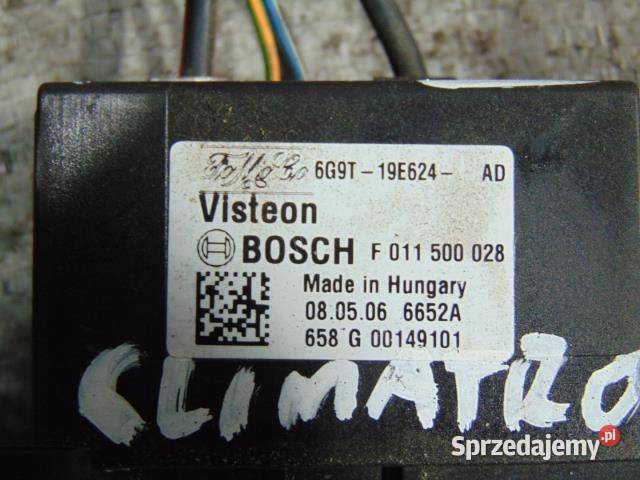 FoMoCo 6G9T-19E624- AD
Visteon
BOSCH F 011 500 028
Made in Hungary
08.05.06 6652A
658 G 00149101
CLIMATRO
Sprzedajemy.pl